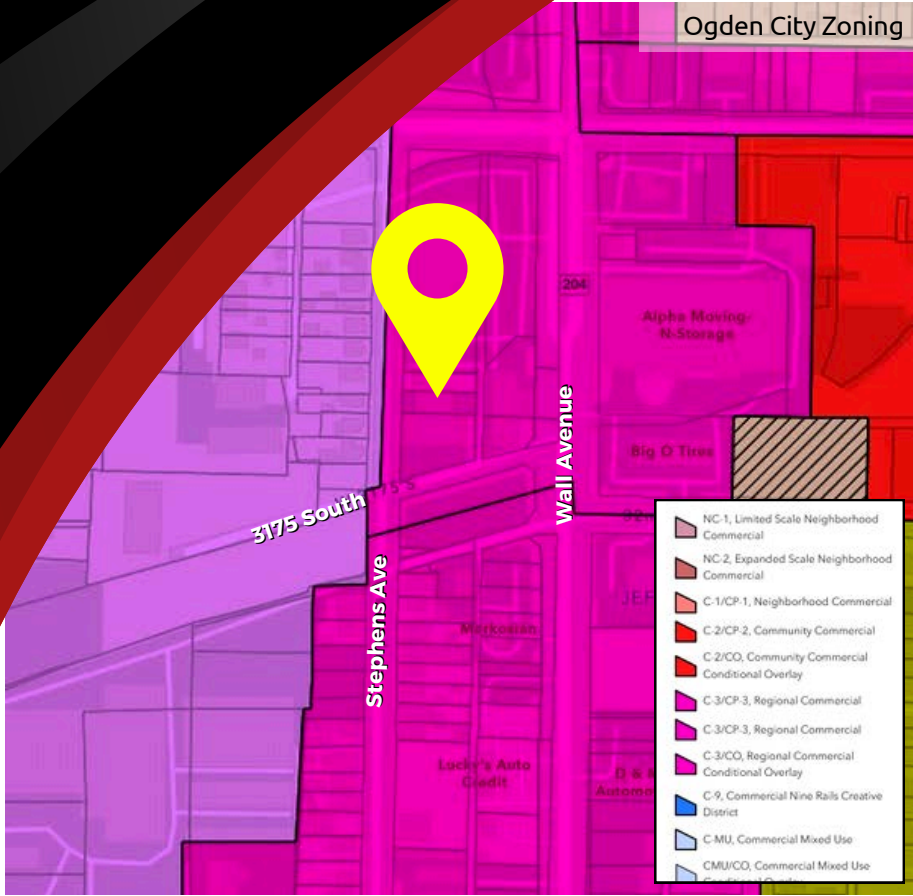 Ogden City Zoning
204
Alpha Moving-
N-Storage
Wall Avenue
Big O Tires
3175 South
Stephens Ave
Markosian
Lucky's Auto
Credit
D &
NC-1, Limited Scale Neighborhood
Commercial
NC-2, Expanded Scale Neighborhood
Commercial
C-1/CP-1, Neighborhood Commercial
C-2/CP-2, Community Commercial
C-2/CO, Community Commercial
Conditional Overlay
C-3/CP-3, Regional Commercial
C-3/CP-3, Regional Commercial
C-3/CO, Regional Commercial
Conditional Overlay
C-9, Commercial Nine Rails Creative
District
C-MU, Commercial Mixed Use
CMU/CO, Commercial Mixed Use
Conditional Overlay